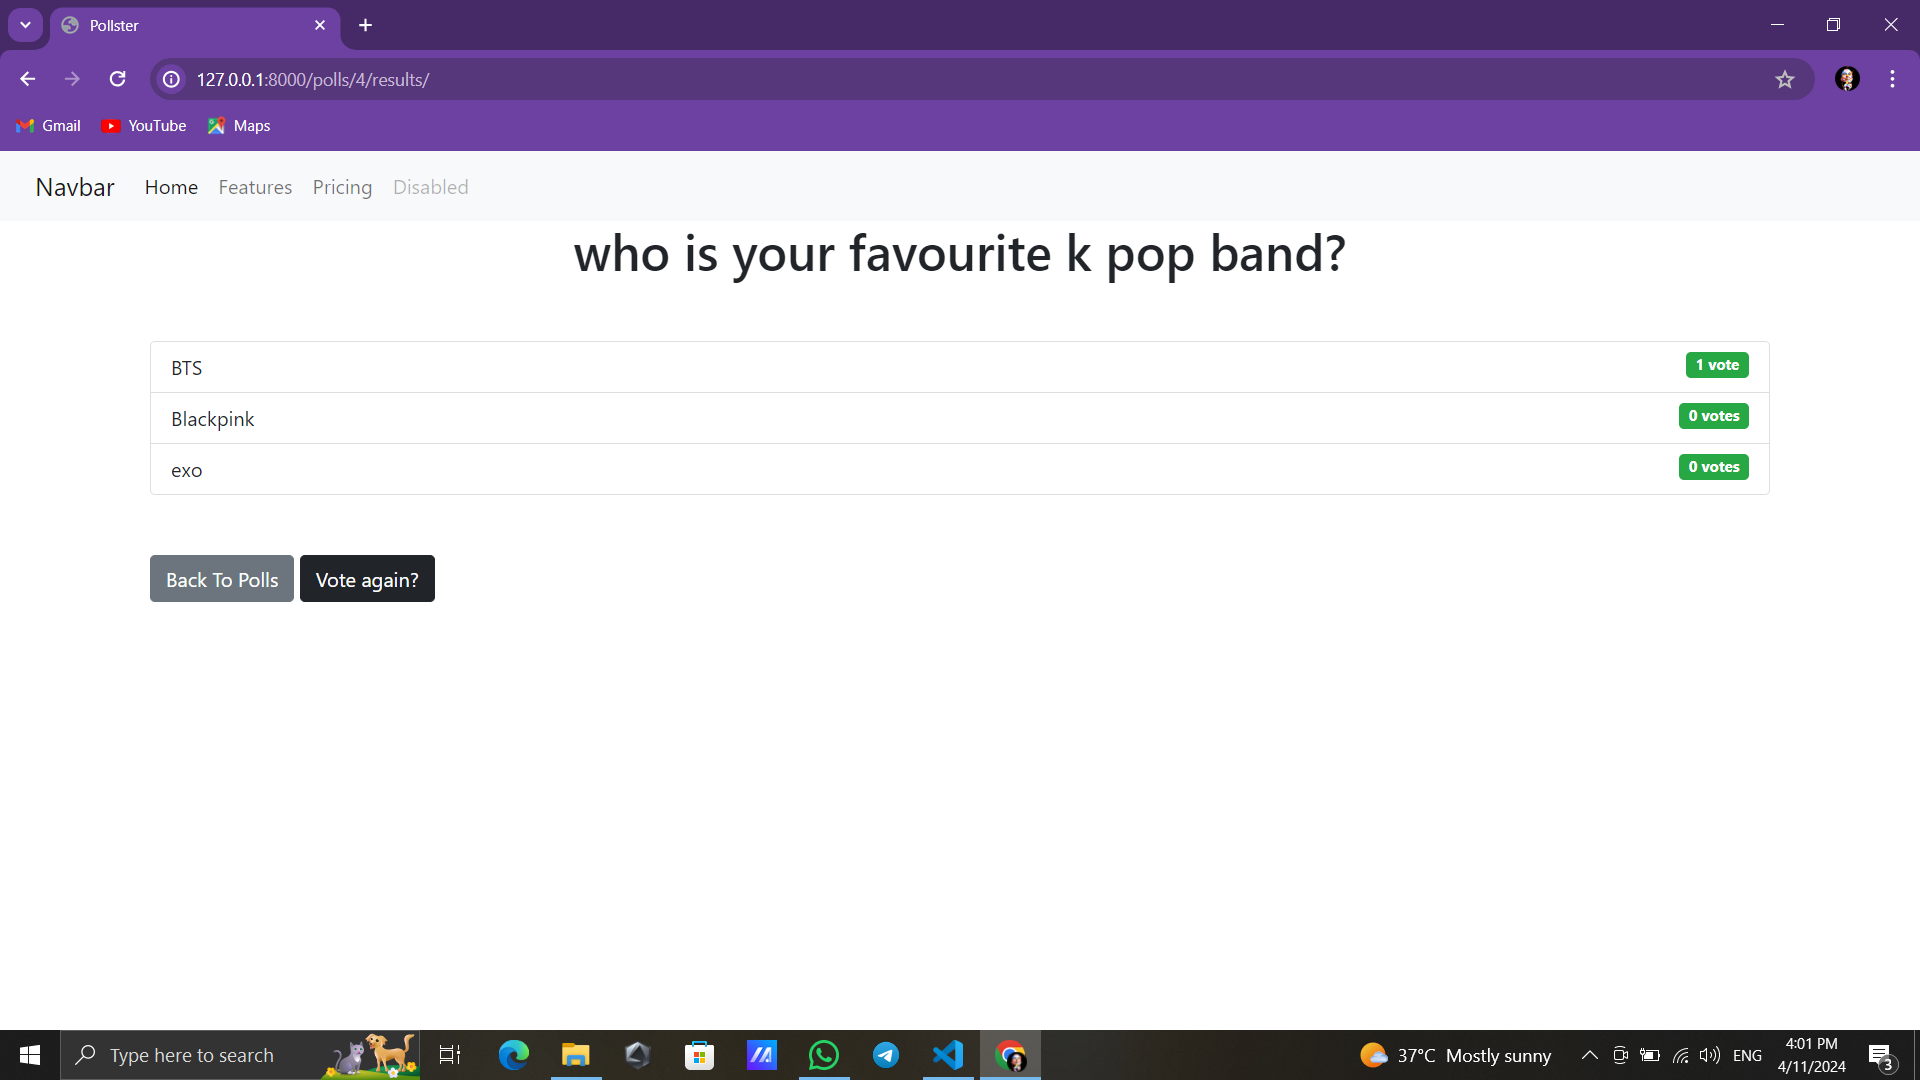 Pollster
127.0.0.1:8000/polls/4/results/
Gmail YouTube Maps
Navbar Home Features Pricing Disabled
who is your favourite k pop band?
BTS 1 vote
Blackpink 0 votes
exo 0 votes
Back To Polls Vote again?
Type here to search 37°C Mostly sunny ENG 4:01 PM
4/11/2024 3